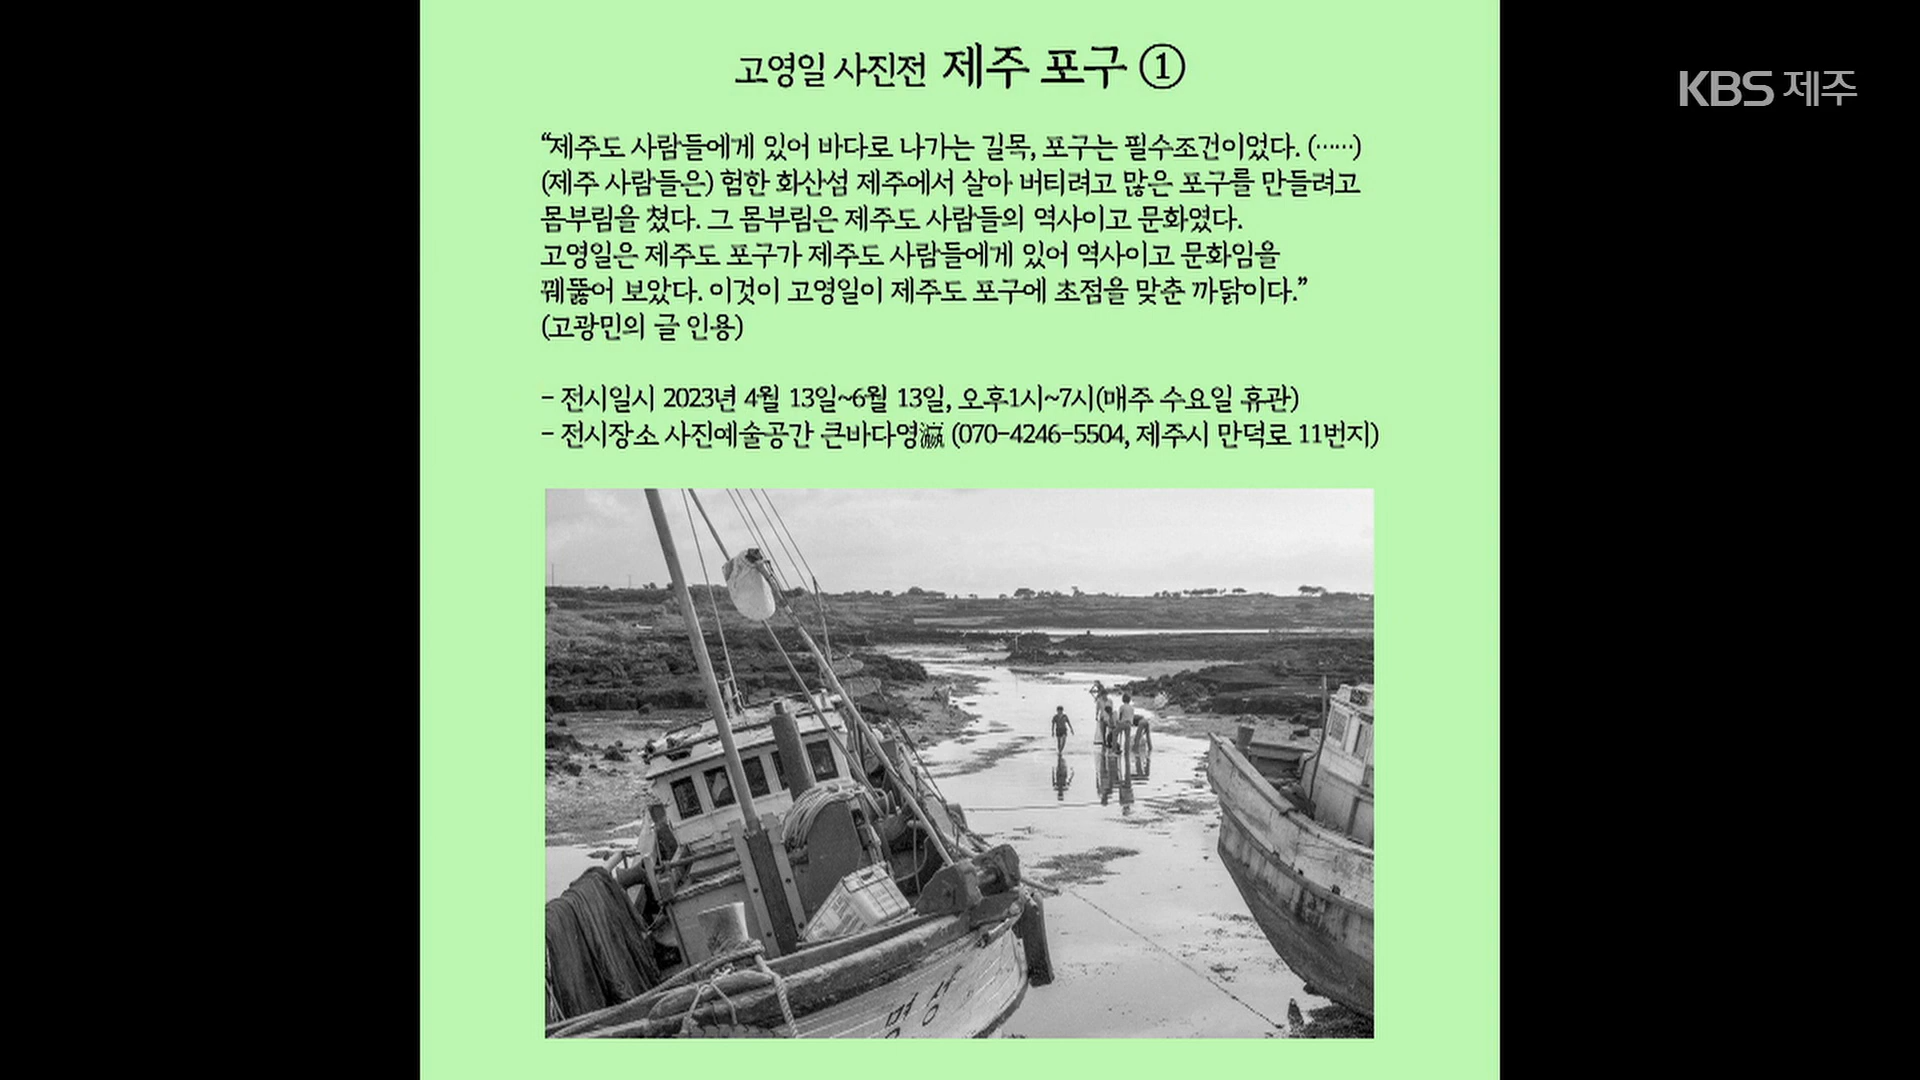 고영일 사진전 제주 포구 ①
KBS 제주
“제주도 사람들에게 있어 바다로 나가는 길목, 포구는 필수조건이었다. (……)
(제주 사람들은) 험한 화산섬 제주에서 살아 버티려고 많은 포구를 만들려고
몸부림을 쳤다. 그 몸부림은 제주도 사람들의 역사이고 문화였다.
고영일은 제주도 포구가 제주도 사람들에게 있어 역사이고 문화임을
꿰뚫어 보았다. 이것이 고영일이 제주도 포구에 초점을 맞춘 까닭이다.”
(고광민의 글 인용)
- 전시일시 2023년 4월 13일~6월 13일, 오후1시~7시(매주 수요일 휴관)
- 전시장소 사진예술공간 큰바다영瀛 (070-4246-5504, 제주시 만덕로 11번지)
명성